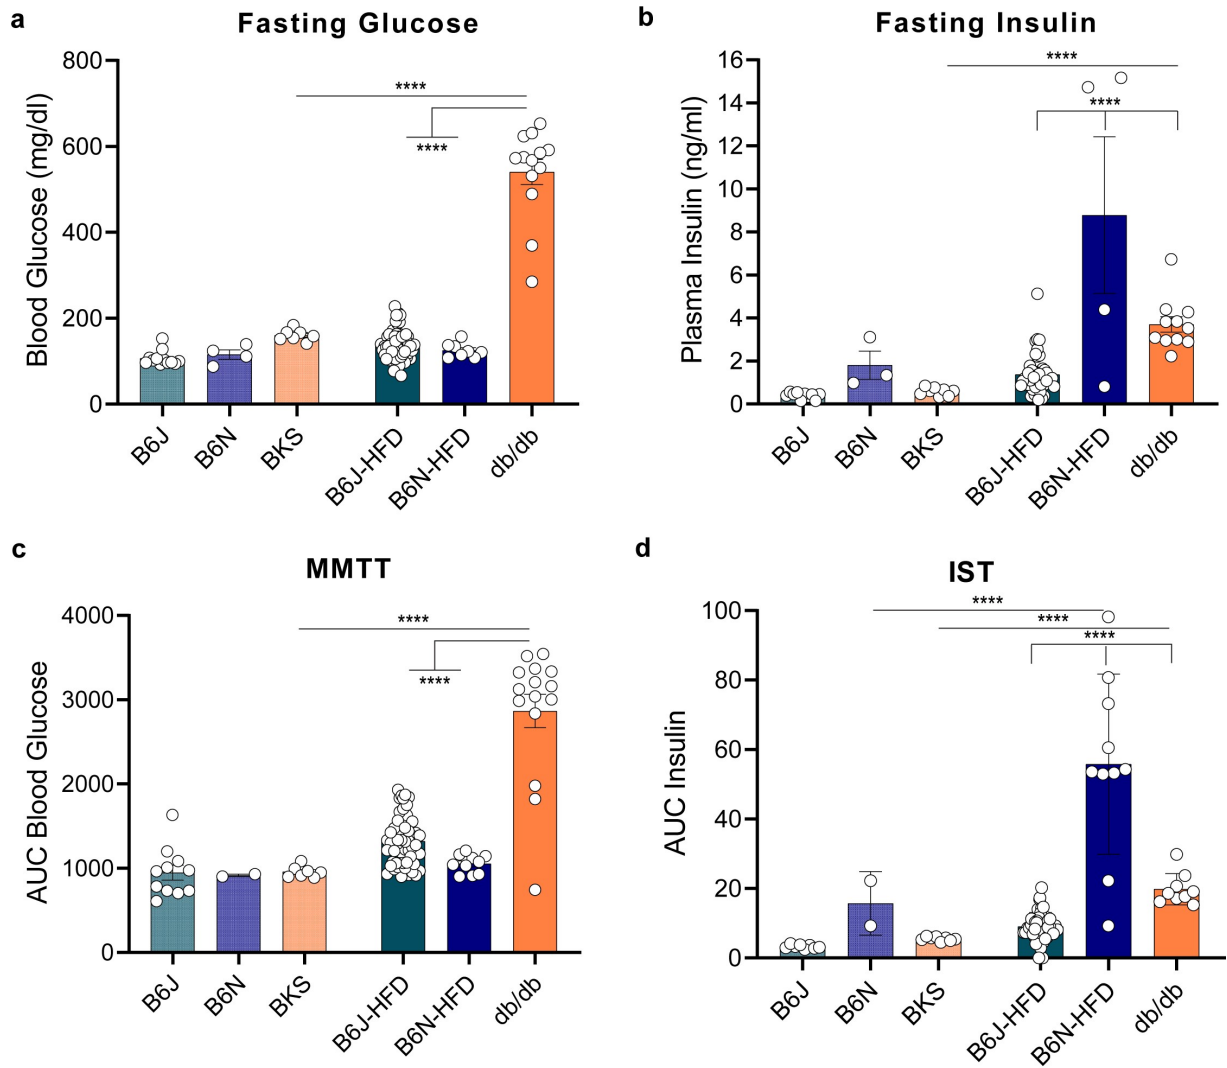 a
Fasting Glucose
Blood Glucose (mg/dl)
800
600
400
200
0
****
****
B6J
B6N
BKS
B6J-HFD
B6N-HFD
db/db
b
Fasting Insulin
Plasma Insulin (ng/ml)
16
14
12
10
8
6
4
2
0
****
****
B6J
B6N
BKS
B6J-HFD
B6N-HFD
db/db
c
MMTT
AUC Blood Glucose
4000
3000
2000
1000
0
****
****
B6J
B6N
BKS
B6J-HFD
B6N-HFD
db/db
d
IST
AUC Insulin
100
80
60
40
20
0
****
****
****
B6J
B6N
BKS
B6J-HFD
B6N-HFD
db/db